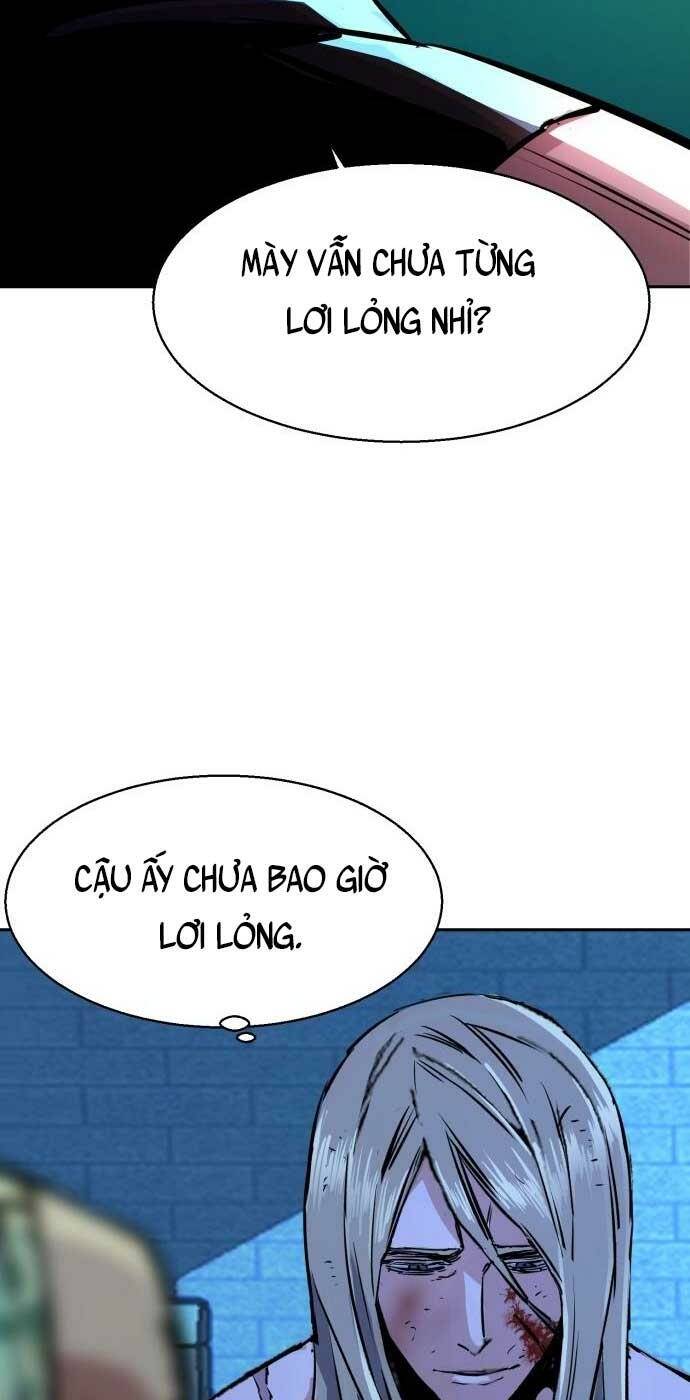 MÀY VẪN CHƯA TỪNG
LƠI LỎNG NHỈ?
CẬU ẤY CHƯA BAO GIỜ
LƠI LỎNG.